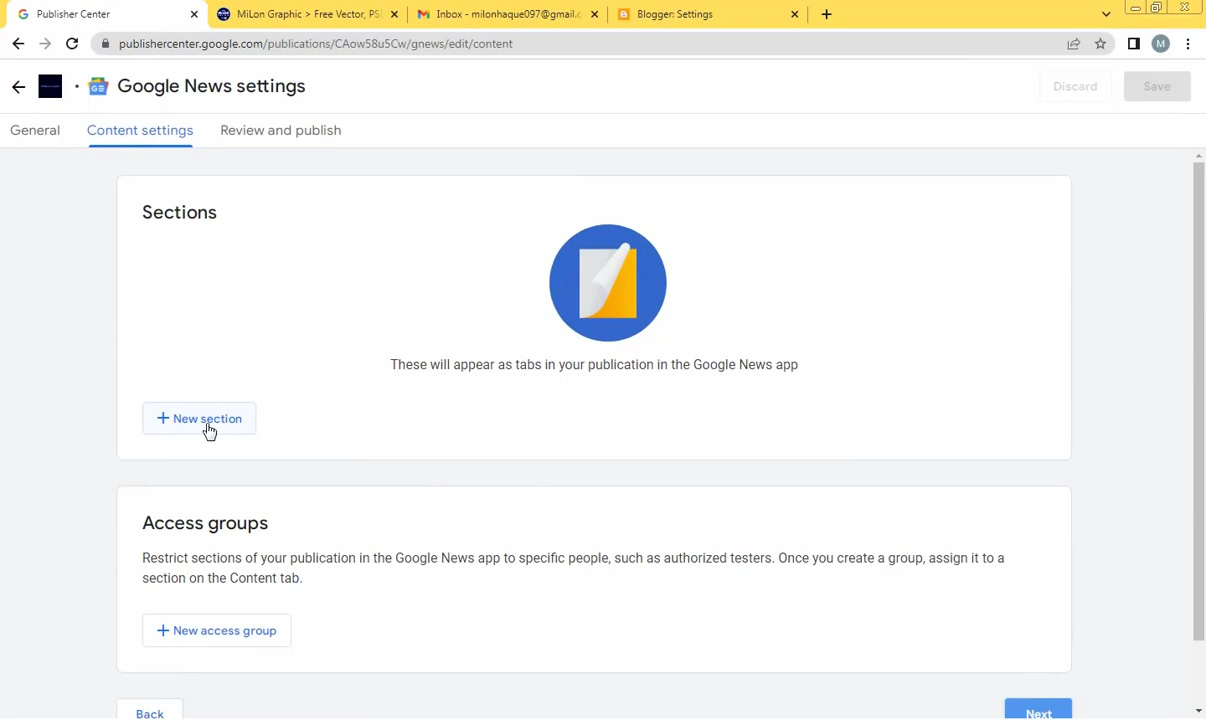 Publisher Center
MiLon Graphic > Free Vector, PS
Inbox - milonhaque097@gmail.c
Blogger: Settings
publishercenter.google.com/publications/CAow58u5Cw/gnews/edit/content
M
Google News settings
Discard
Save
General
Content settings
Review and publish
Sections
These will appear as tabs in your publication in the Google News app
+ New section
Access groups
Restrict sections of your publication in the Google News app to specific people, such as authorized testers. Once you create a group, assign it to a
section on the Content tab.
+ New access group
Back
Next